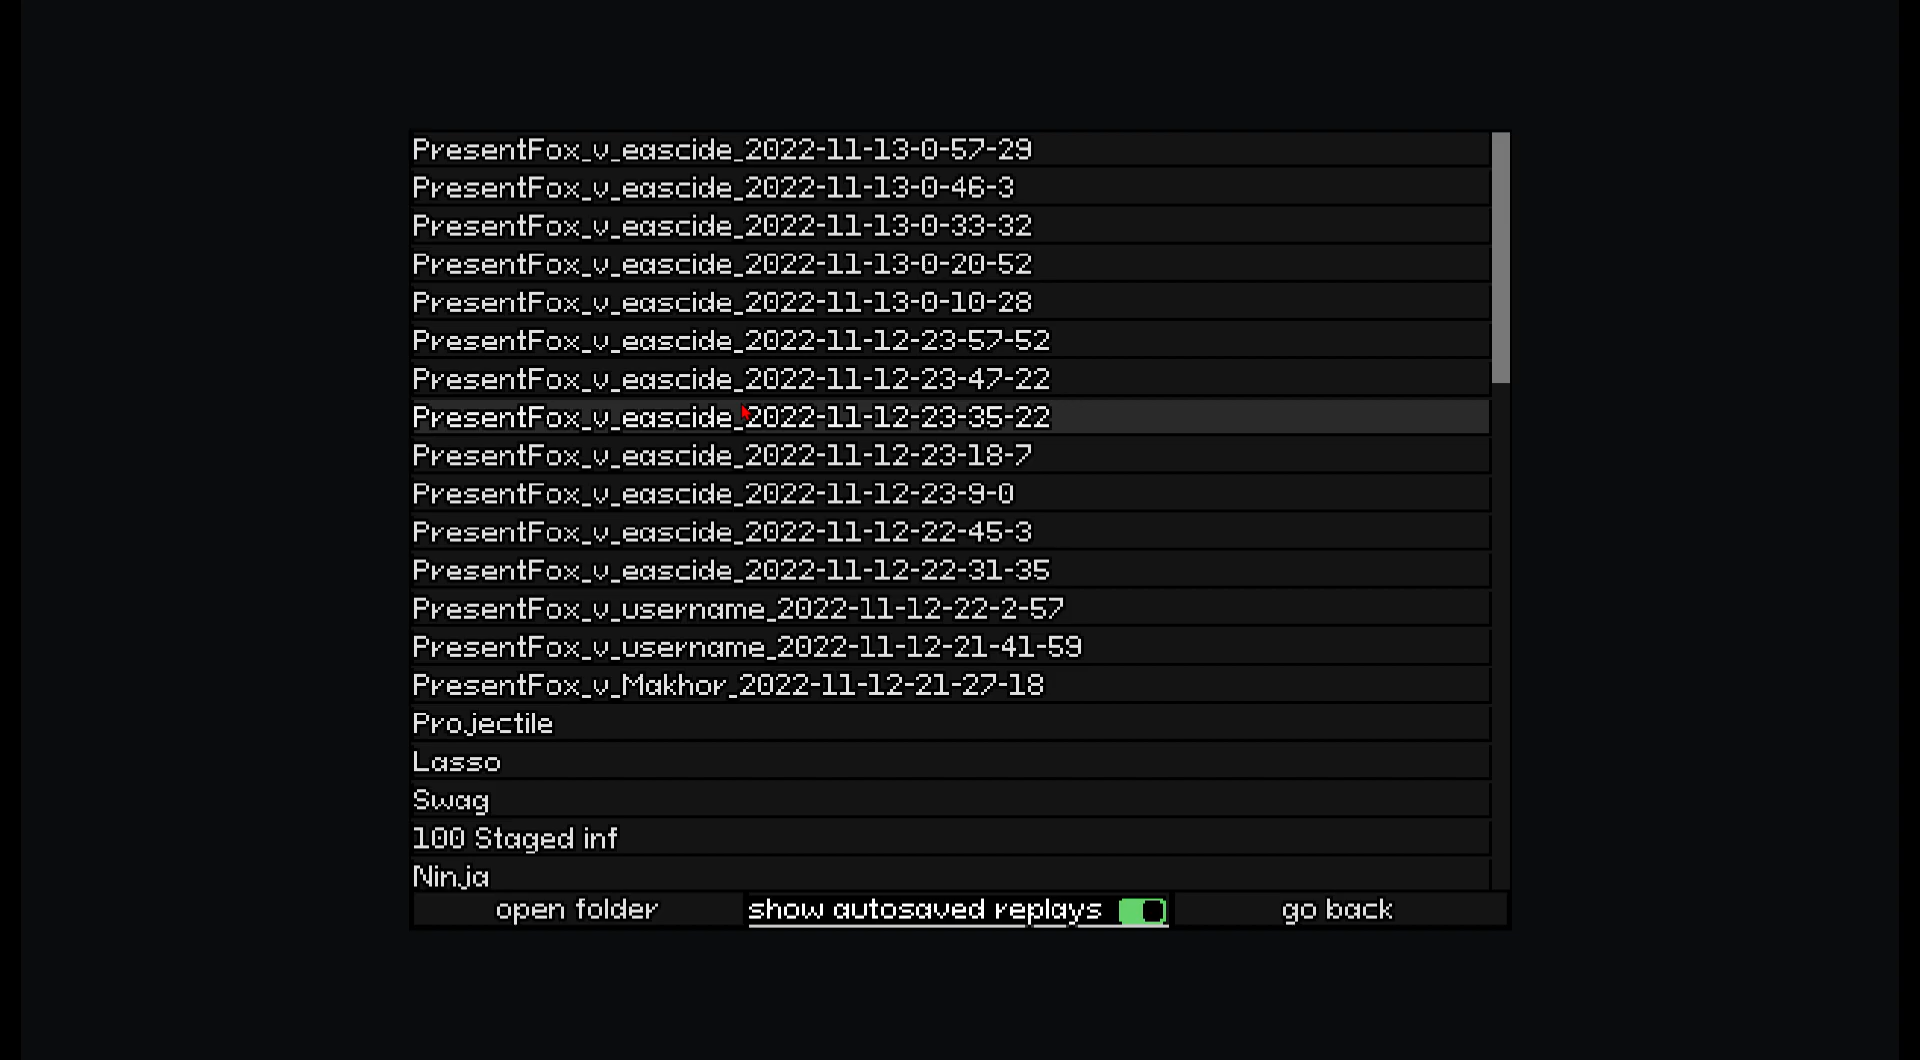 PresentFox_v_eascide_2022-11-13-0-57-29
PresentFox_v_eascide_2022-11-13-0-46-3
PresentFox_v_eascide_2022-11-13-0-33-32
PresentFox_v_eascide_2022-11-13-0-20-52
PresentFox_v_eascide_2022-11-13-0-10-28
PresentFox_v_eascide_2022-11-12-23-57-52
PresentFox_v_eascide_2022-11-12-23-47-22
PresentFox_v_eascide_2022-11-12-23-35-22
PresentFox_v_eascide_2022-11-12-23-18-7
PresentFox_v_eascide_2022-11-12-23-9-0
PresentFox_v_eascide_2022-11-12-22-45-3
PresentFox_v_eascide_2022-11-12-22-31-35
PresentFox_v_username_2022-11-12-22-2-57
PresentFox_v_username_2022-11-12-21-41-59
PresentFox_v_Makhor_2022-11-12-21-27-18
Projectile
Lasso
Swag
100 Staged inf
Ninja
open folder show autosaved replays go back